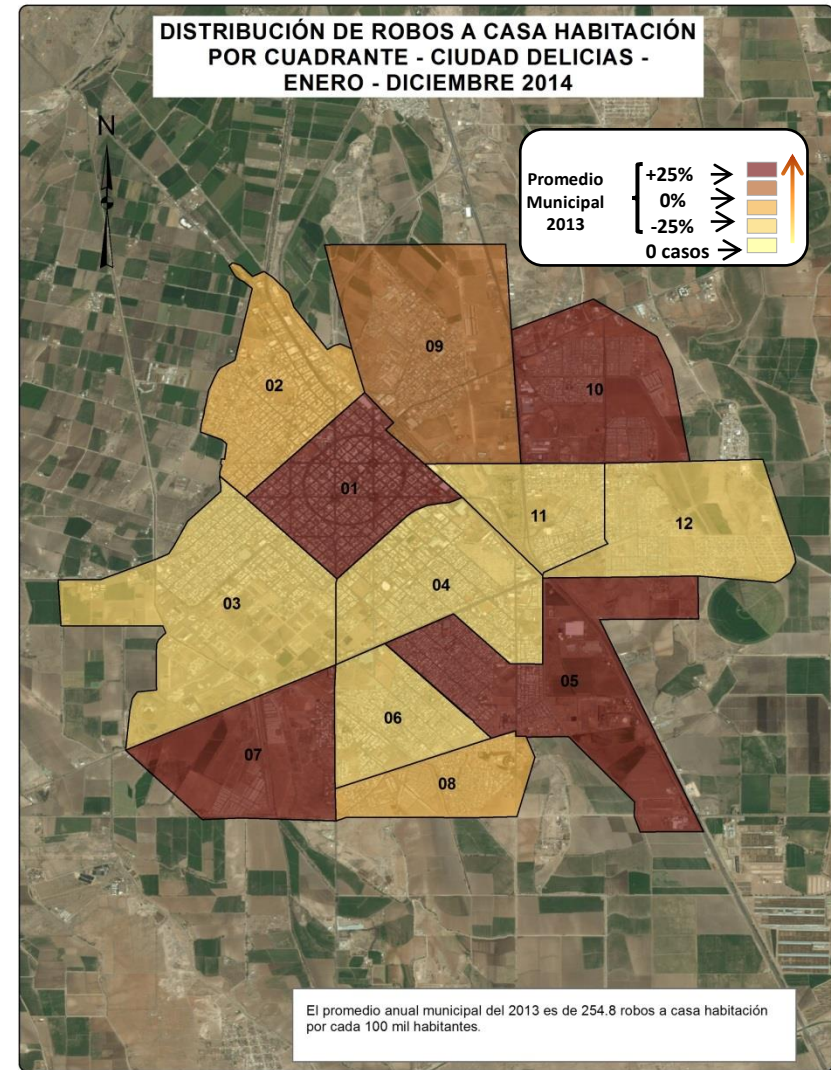 DISTRIBUCIÓN DE ROBOS A CASA HABITACIÓN
POR CUADRANTE - CIUDAD DELICIAS -
ENERO - DICIEMBRE 2014
N
Promedio
Municipal
2013
+25%
0%
-25%
0 casos
09
02
10
01
11
12
04
03
05
06
07
08
El promedio anual municipal del 2013 es de 254.8 robos a casa habitación
por cada 100 mil habitantes.